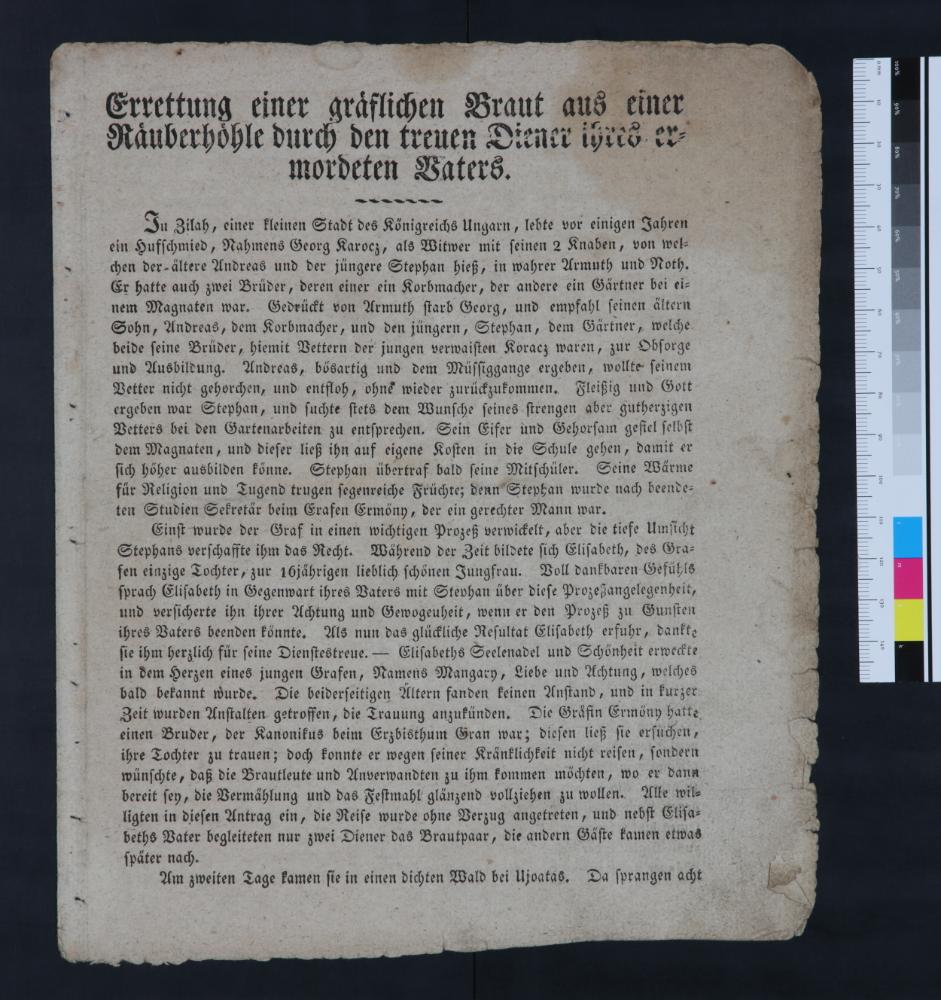 Errettung einer gräflichen Braut aus einer
Räuberhöhle durch den treuen Diener ihres er-
mordeten Vaters.
In Zilah, einer kleinen Stadt des Königreichs Ungarn, lebte vor einigen Jahren
ein Hufschmied, Nahmens Georg Karocz, als Witwer mit seinen 2 Knaben, von wel-
chen der-ältere Andreas und der jüngere Stephan hieß, in wahrer Armuth und Noth.
Er hatte auch zwei Brüder, deren einer ein Korbmacher, der andere ein Gärtner bei ei-
nem Magnaten war. Gedrückt von Armuth starb Georg, und empfahl seinen ältern
Sohn, Andreas, dem Korbmacher, und den jüngern, Stephan, dem Gärtner, welche
beide seine Brüder, hiemit Vettern der jungen verwaisten Koracz waren, zur Obsorge
und Ausbildung. Andreas, bösartig und dem Müssiggange ergeben, wollte seinem
Vetter nicht gehorchen, und entfloh, ohne wieder zurückzukommen. Fleißig und Gott
ergeben war Stephan, und suchte stets dem Wunsche seines strengen aber gutherzigen
Vetters bei den Gartenarbeiten zu entsprechen. Sein Eifer und Gehorsam gefiel selbst
dem Magnaten, und dieser ließ ihn auf eigene Kosten in die Schule gehen, damit er
sich höher ausbilden könne. Stephan übertraf bald seine Mitschüler. Seine Wärme
für Religion und Tugend trugen segenreiche Früchte; denn Stephan wurde nach beende-
ten Studien Sekretär beim Erafen Ermöny, der ein gerechter Mann war.
Einst wurde der Graf in einen wichtigen Prozeß verwickelt, aber die tiefe Umsicht
Stephans verschaffte ihm das Recht. Während der Zeit bildete sich Elisabeth, des Gra-
fen einzige Tochter, zur 16jährigen lieblich schönen Jungfrau. Voll dankbaren Gefühls
sprach Elisabeth in Gegenwart ihres Vaters mit Stephan über diese Prozeßangelegenheit,
und versicherte ihn ihrer Achtung und Gewogenheit, wenn er den Prozeß zu Gunsten
ihres Vaters beenden könnte. Als nun das glückliche Resultat Elisabeth erfuhr, dankte
sie ihm herzlich für seine Dienstestreue. — Elisabeths Seelenadel und Schönheit erweckte
in dem Herzen eines jungen Grafen, Namens Mangary, Liebe und Achtung, welches
bald bekannt wurde. Die beiderseitigen Ältern fanden keinen Anstand, und in kurzer
Zeit wurden Anstalten getroffen, die Trauung anzukünden. Die Gräfin Ermöny hatte
einen Bruder, der Kanonikus beim Erzbisthum Gran war; diesen ließ sie ersuchen,
ihre Tochter zu trauen; doch konnte er wegen seiner Kränklichkeit nicht reisen, sondern
wünschte, daß die Brautleute und Anverwandten zu ihm kommen möchten, wo er dann
bereit sey, die Vermählung und das Festmahl glänzend vollziehen zu wollen. Alle wil-
ligten in diesen Antrag ein, die Reise wurde ohne Verzug angetreten, und nebst Elisa-
beths Vater begleiteten nur zwei Diener das Brautpaar, die andern Gäste kamen etwas
später nach.
Am zweiten Tage kamen sie in einen dichten Wald bei Ujoatas. Da sprangen acht